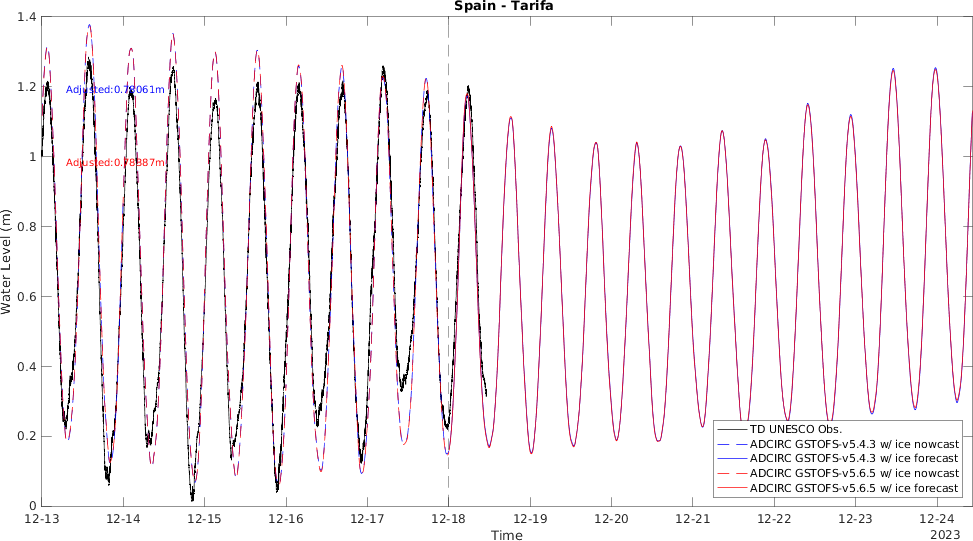 Spain - Tarifa
1.4
1.2
1
0.8
0.6
0.4
0.2
0
Water Level (m)
Adjusted:0.78061m
Adjusted:0.78387m
TD UNESCO Obs.
ADCIRC GSTOFS-v5.4.3 w/ ice nowcast
ADCIRC GSTOFS-v5.4.3 w/ ice forecast
ADCIRC GSTOFS-v5.6.5 w/ ice nowcast
ADCIRC GSTOFS-v5.6.5 w/ ice forecast
12-13 12-14 12-15 12-16 12-17 12-18 12-19 12-20 12-21 12-22 12-23 12-24
2023
Time